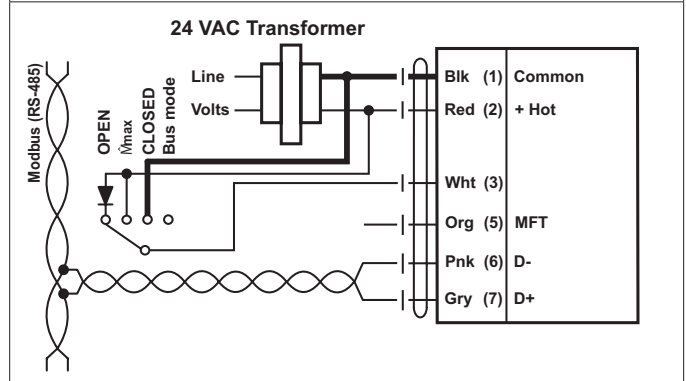 24 VAC Transformer
Modbus (RS-485)
Line
Volts
OPEN
V̇max
CLOSED
Bus mode
Blk (1) Common
Red (2) + Hot
Wht (3)
Org (5) MFT
Pnk (6) D-
Gry (7) D+